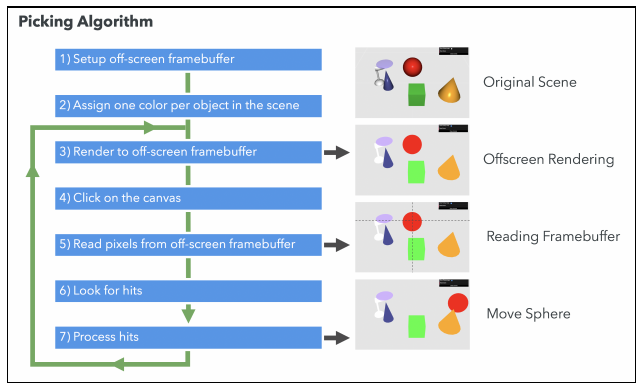 Picking Algorithm
1) Setup off-screen framebuffer
2) Assign one color per object in the scene
3) Render to off-screen framebuffer
4) Click on the canvas
5) Read pixels from off-screen framebuffer
6) Look for hits
7) Process hits
Original Scene
Offscreen Rendering
Reading Framebuffer
Move Sphere